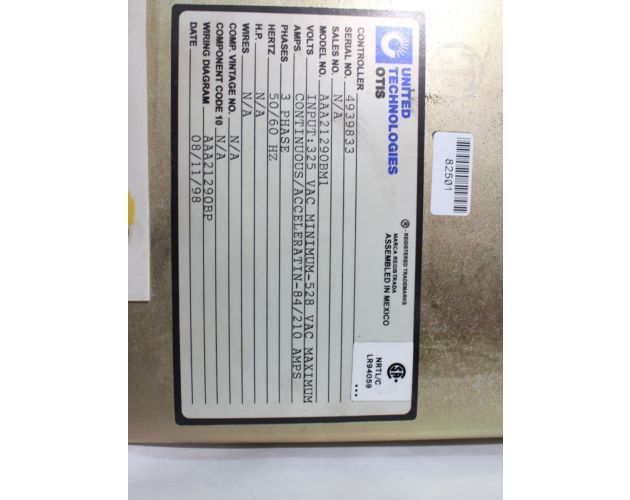 UNITED
TECHNOLOGIES
OTIS
CONTROLLER
SERIAL NO. 4939833
SALES NO. N/A
MODEL NO. AAA21290BM1
VOLTS INPUT:325 VAC MINIMUM-528 VAC MAXIMUM
AMPS. CONTINUOUS/ACCELERATIN-84/210 AMPS
PHASES 3 PHASE
HERTZ 50/60 HZ
H.P. N/A
WIRES N/A
COMP. VINTAGE NO. N/A
COMPONENT CODE 10 N/A
WIRING DIAGRAM AAA21290BP
DATE 08/11/98
® -REGISTERED TRADEMARKS
MARCA REGISTRADA
ASSEMBLED IN MEXICO
NRTL/C
LR94059
82501